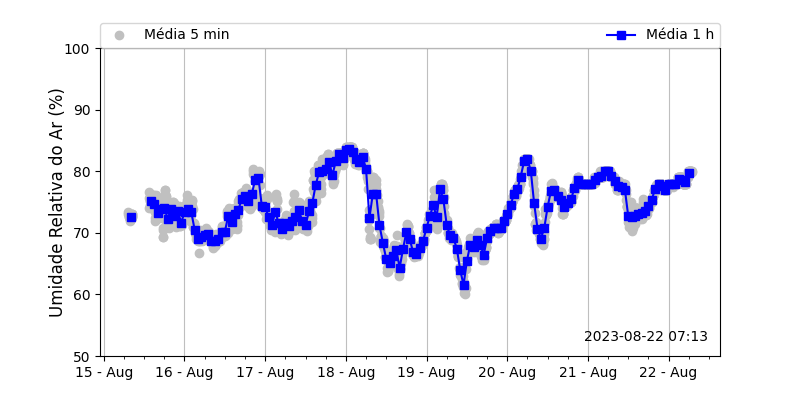 Média 5 min
Média 1 h
Umidade Relativa do Ar (%)
100
90
80
70
60
50
2023-08-22 07:13
15 - Aug
16 - Aug
17 - Aug
18 - Aug
19 - Aug
20 - Aug
21 - Aug
22 - Aug